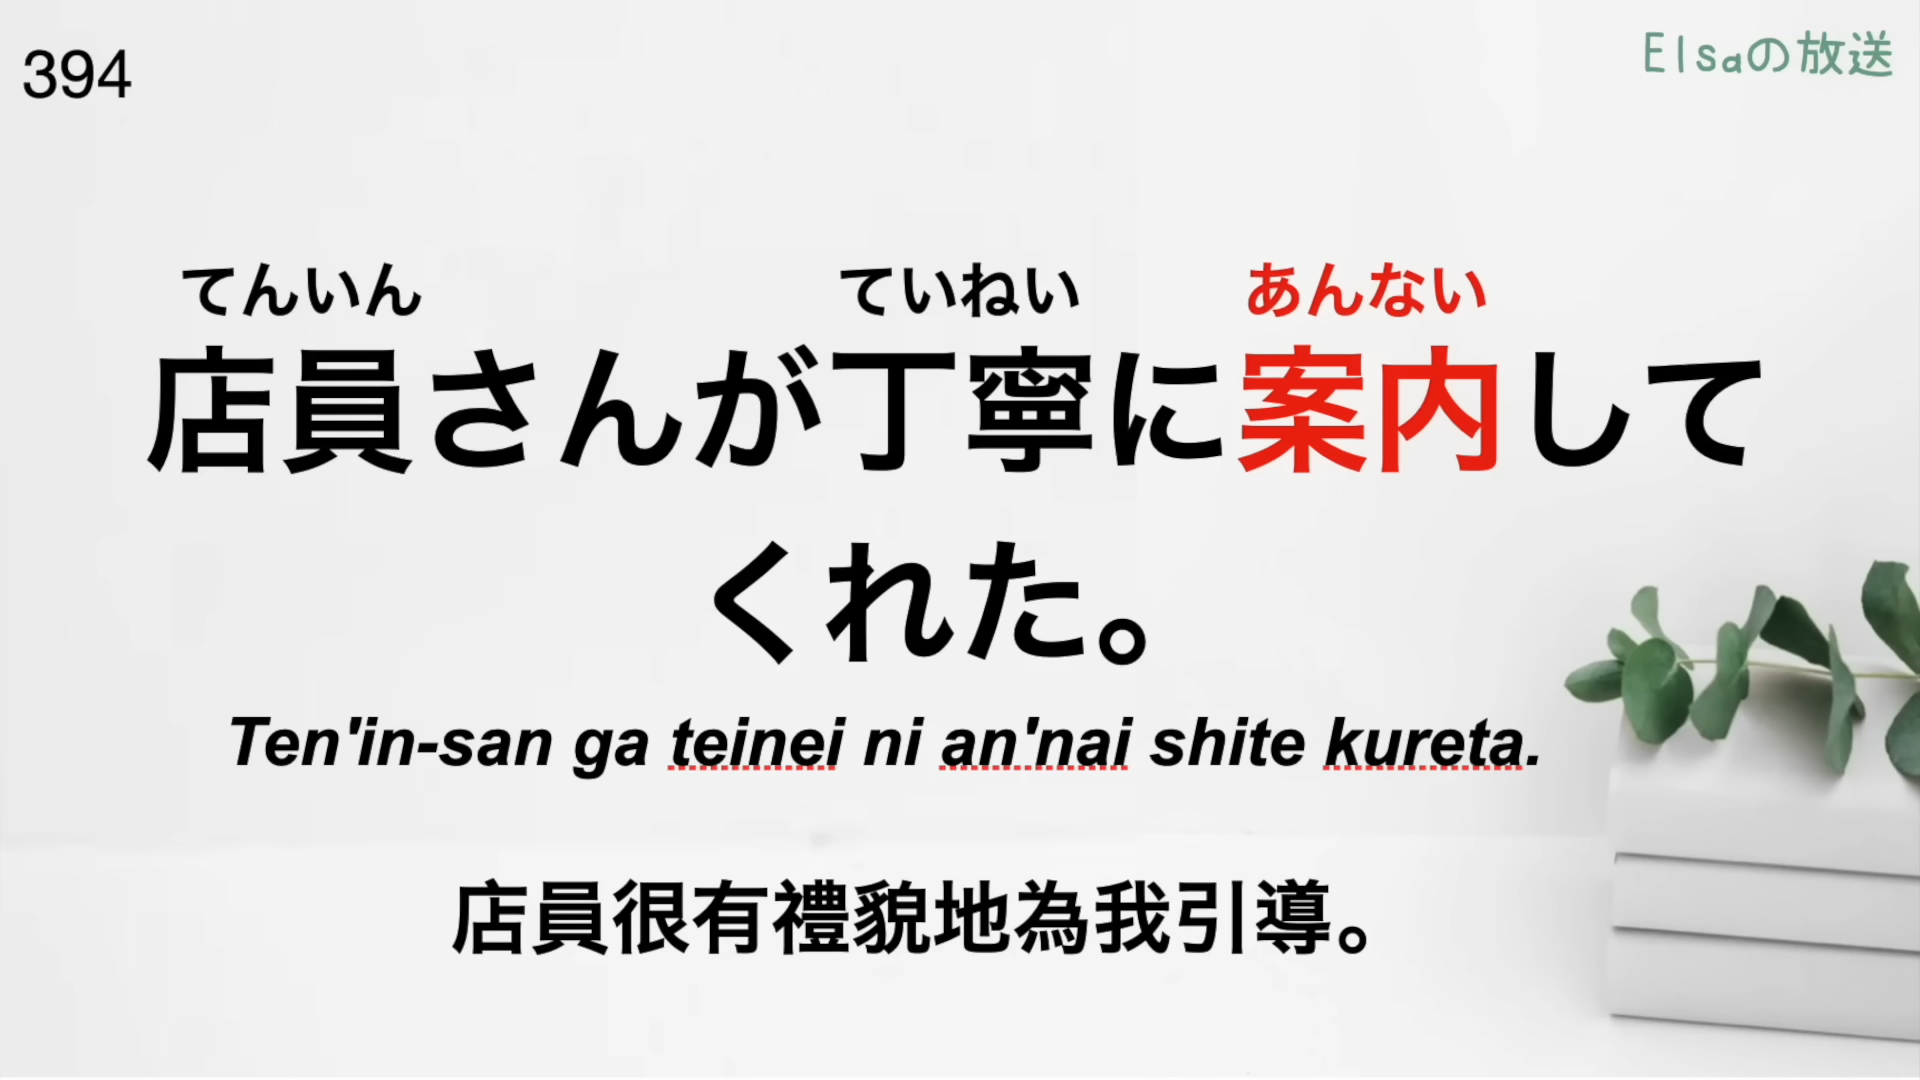 394
Elsaの放送
てんいん ていねい あんない
店員さんが丁寧に案内して
くれた。
Ten'in-san ga teinei ni an'nai shite kureta.
店員很有禮貌地為我引導。